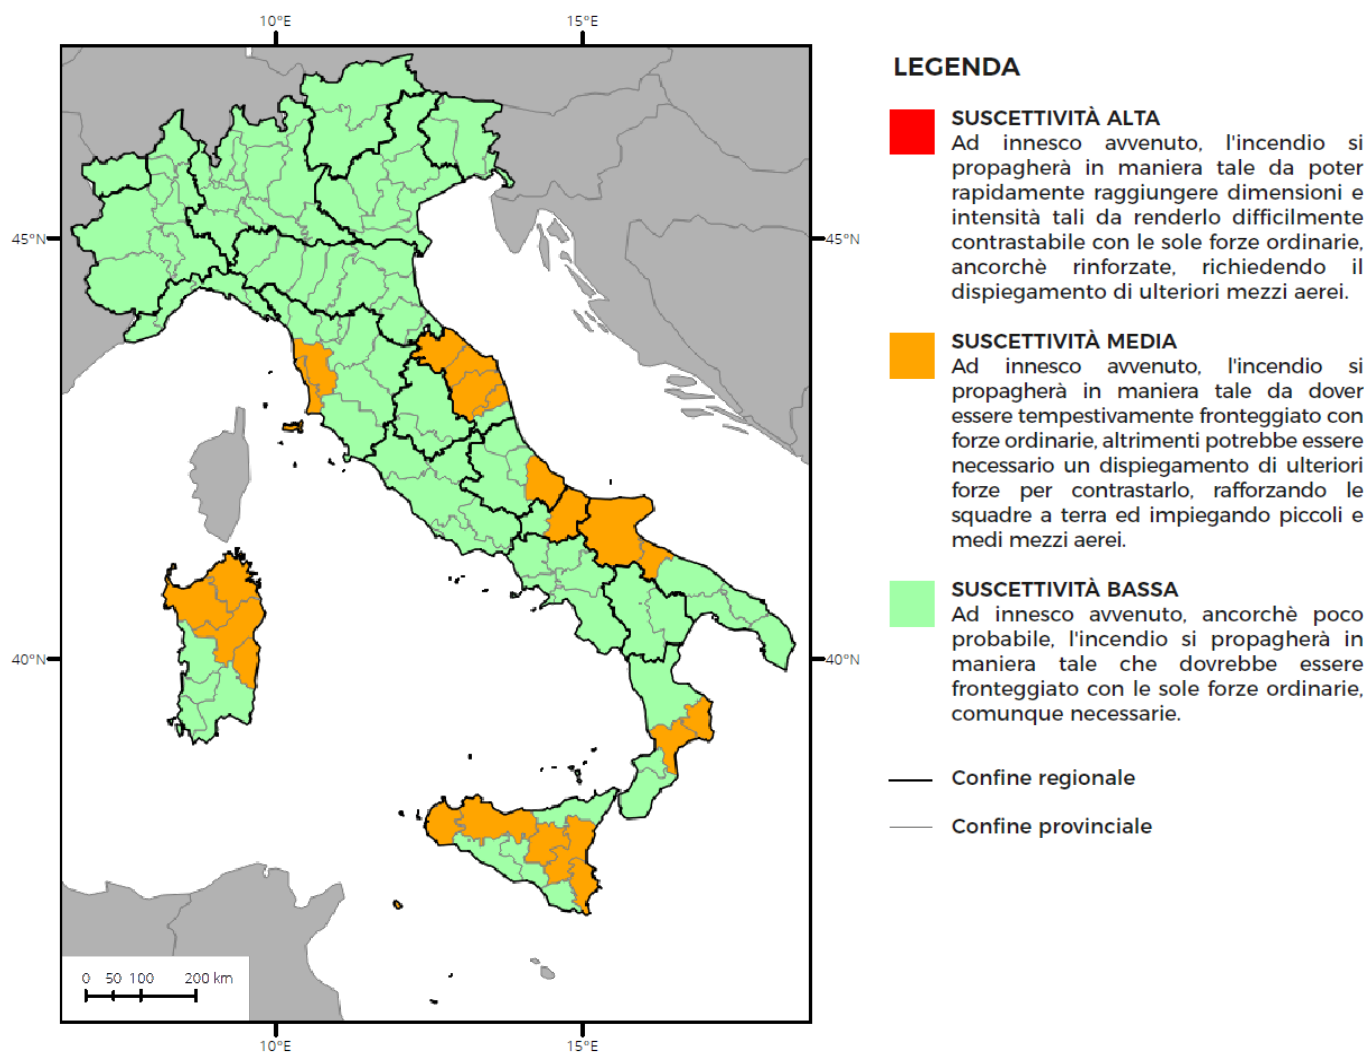 10°E 15°E
45°N 45°N
40°N 40°N
0 50 100 200 km
10°E 15°E
LEGENDA
SUSCETTIVITÀ ALTA
Ad innesco avvenuto, l'incendio si
propagherà in maniera tale da poter
rapidamente raggiungere dimensioni e
intensità tali da renderlo difficilmente
contrastabile con le sole forze ordinarie,
ancorchè rinforzate, richiedendo il
dispiegamento di ulteriori mezzi aerei.
SUSCETTIVITÀ MEDIA
Ad innesco avvenuto, l'incendio si
propagherà in maniera tale da dover
essere tempestivamente fronteggiato con
forze ordinarie, altrimenti potrebbe essere
necessario un dispiegamento di ulteriori
forze per contrastarlo, rafforzando le
squadre a terra ed impiegando piccoli e
medi mezzi aerei.
SUSCETTIVITÀ BASSA
Ad innesco avvenuto, ancorchè poco
probabile, l'incendio si propagherà in
maniera tale che dovrebbe essere
fronteggiato con le sole forze ordinarie,
comunque necessarie.
Confine regionale
Confine provinciale